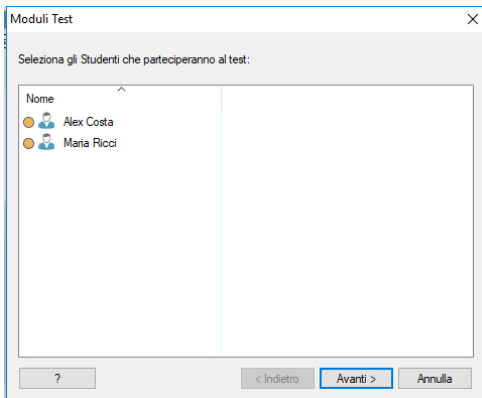 Moduli Test
Seleziona gli Studenti che parteciperanno al test:
Nome
Alex Costa
Maria Ricci
? < Indietro Avanti > Annulla